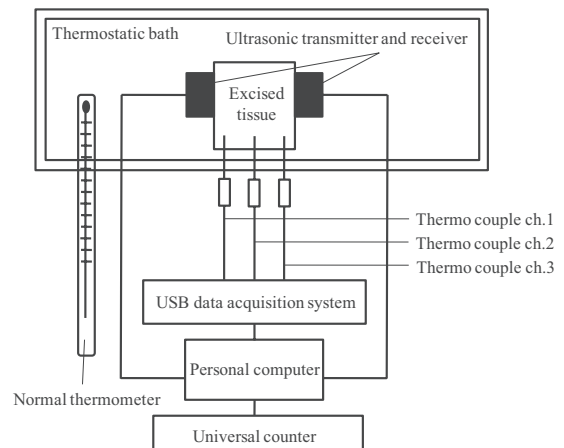 Thermostatic bath
Ultrasonic transmitter and receiver
Excised
tissue
Thermo couple ch.1
Thermo couple ch.2
Thermo couple ch.3
USB data acquisition system
Personal computer
Normal thermometer
Universal counter